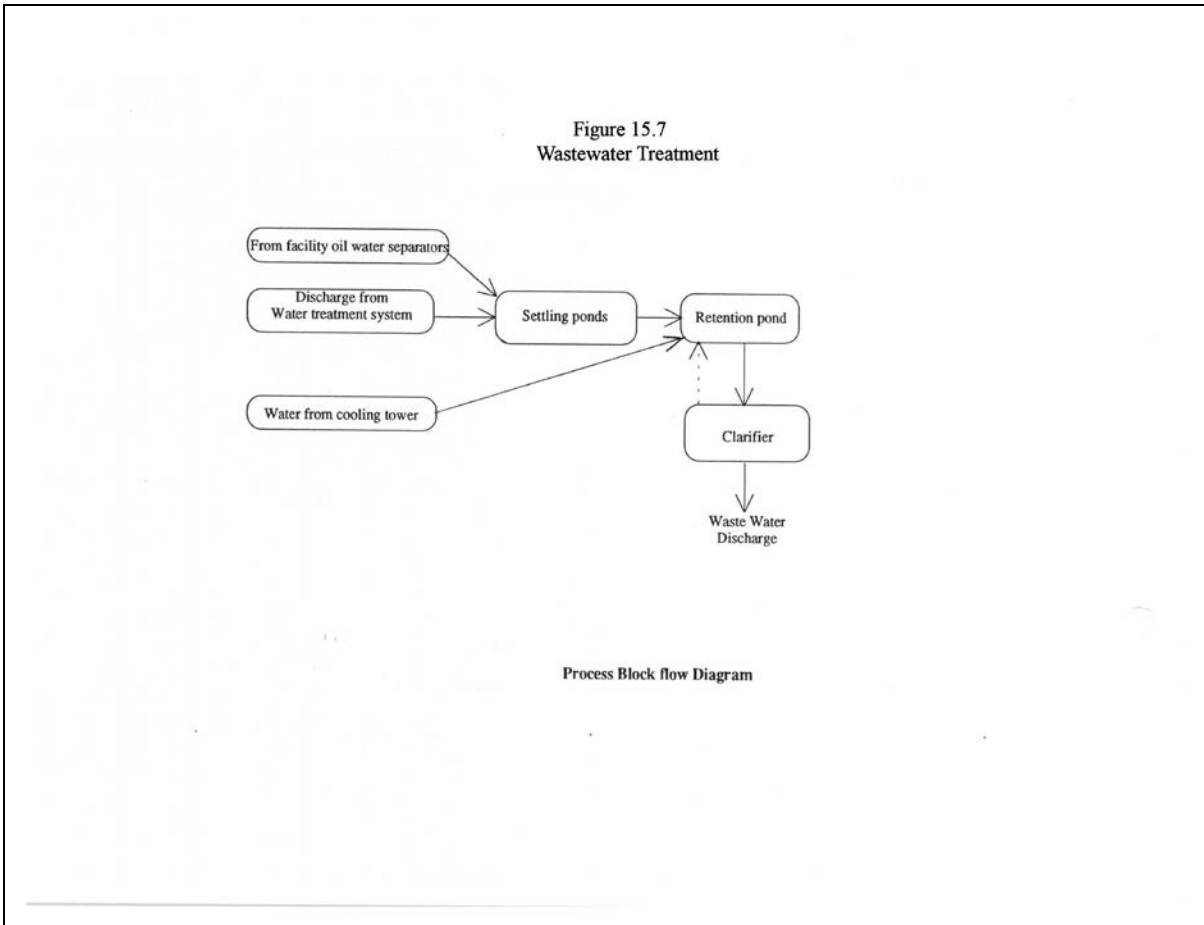 Figure 15.7
Wastewater Treatment
From facility oil water separators
Discharge from
Water treatment system
Settling ponds
Retention pond
Water from cooling tower
Clarifier
Waste Water
Discharge
Process Block flow Diagram